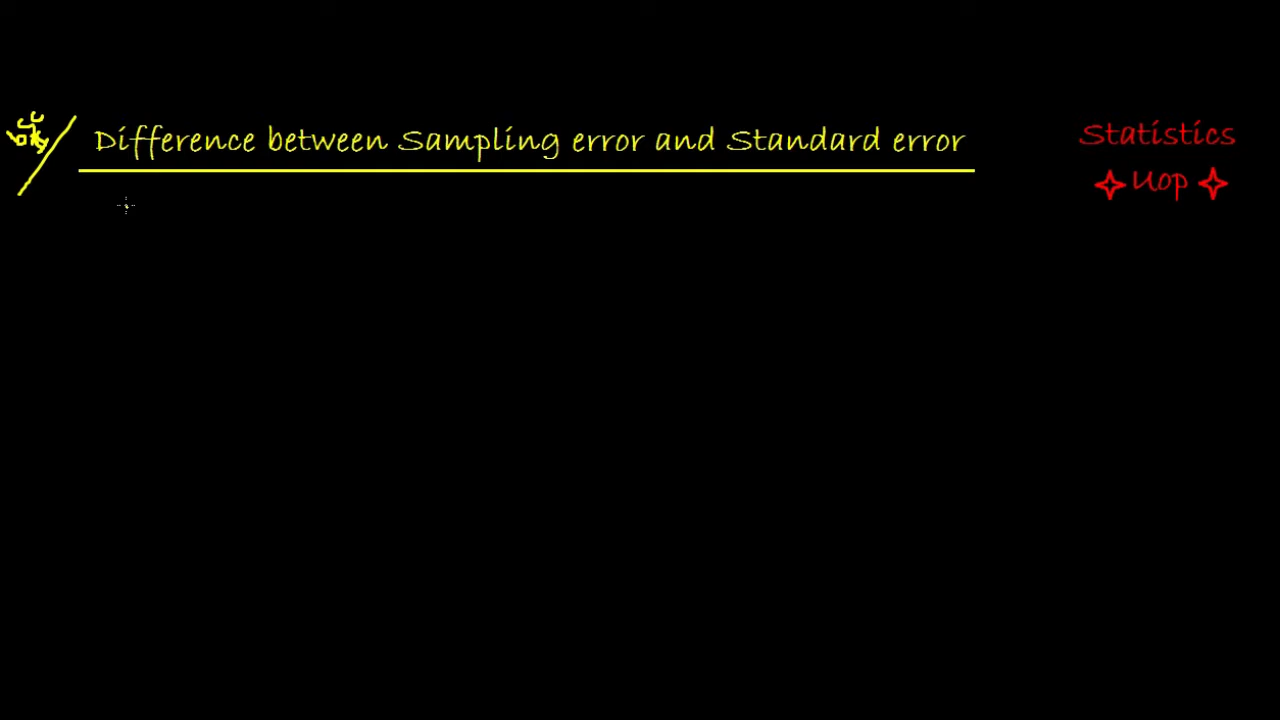 Difference between Sampling error and Standard error
Statistics
Uop